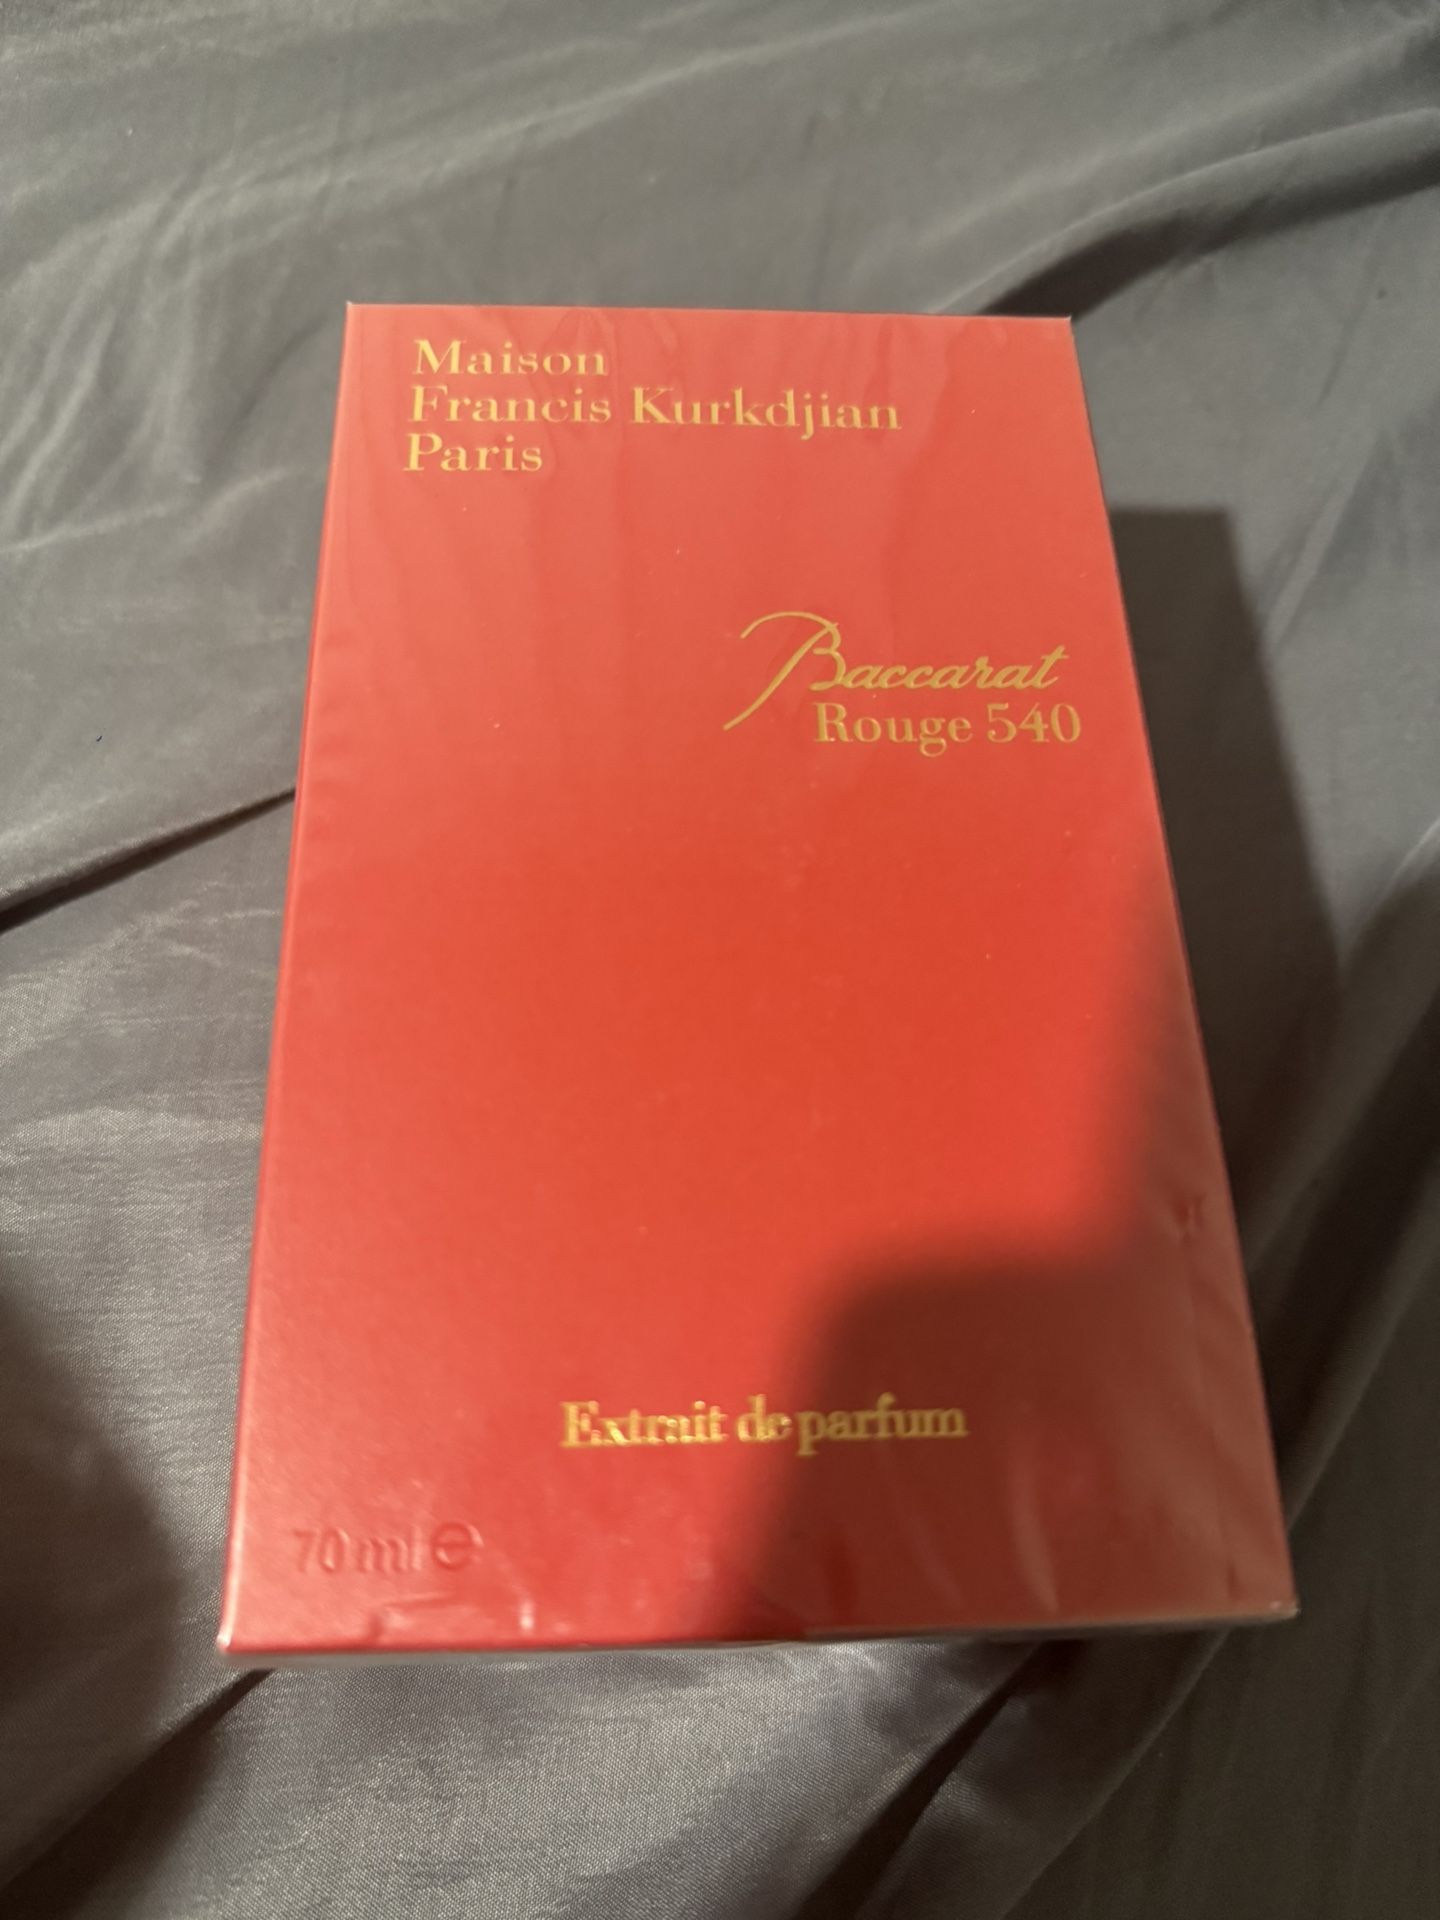 Maison
Francis Kurkdjian
Paris
Baccarat
Rouge 540
Extrait de parfum
70 ml ℮